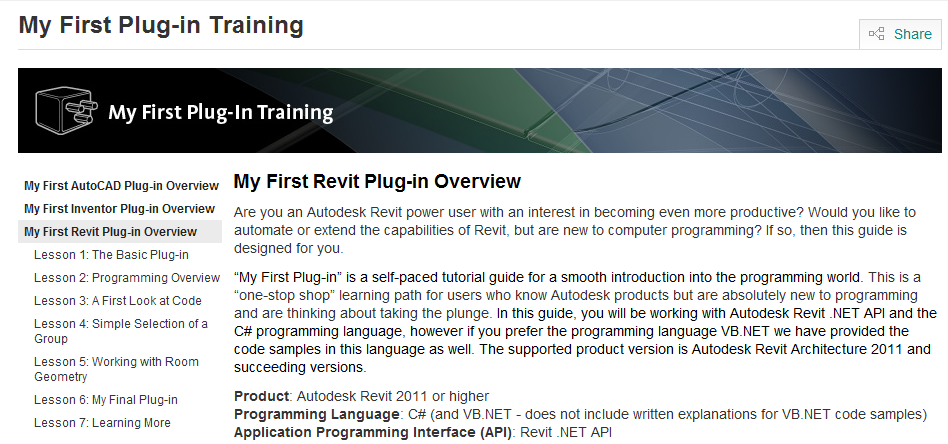 My First Plug-in Training
Share
My First Plug-In Training
My First AutoCAD Plug-in Overview
My First Inventor Plug-in Overview
My First Revit Plug-in Overview
Lesson 1: The Basic Plug-in
Lesson 2: Programming Overview
Lesson 3: A First Look at Code
Lesson 4: Simple Selection of a
Group
Lesson 5: Working with Room
Geometry
Lesson 6: My Final Plug-in
Lesson 7: Learning More
My First Revit Plug-in Overview
Are you an Autodesk Revit power user with an interest in becoming even more productive? Would you like to
automate or extend the capabilities of Revit, but are new to computer programming? If so, then this guide is
designed for you.
“My First Plug-in” is a self-paced tutorial guide for a smooth introduction into the programming world. This is a
“one-stop shop” learning path for users who know Autodesk products but are absolutely new to programming
and are thinking about taking the plunge. In this guide, you will be working with Autodesk Revit .NET API and the
C# programming language, however if you prefer the programming language VB.NET we have provided the
code samples in this language as well. The supported product version is Autodesk Revit Architecture 2011 and
succeeding versions.
Product: Autodesk Revit 2011 or higher
Programming Language: C# (and VB.NET - does not include written explanations for VB.NET code samples)
Application Programming Interface (API): Revit .NET API